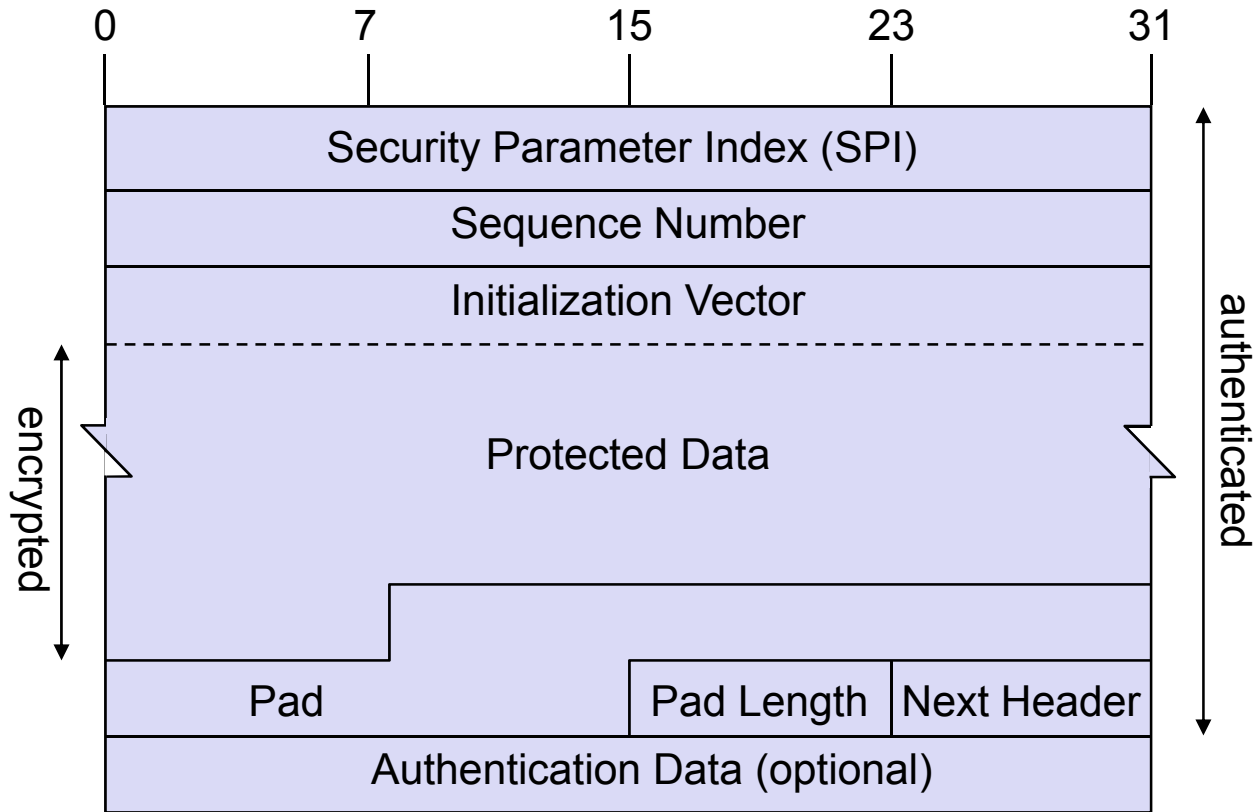 0 7 15 23 31
Security Parameter Index (SPI)
Sequence Number
Initialization Vector
authenticated
encrypted
Protected Data
Pad Pad Length Next Header
Authentication Data (optional)